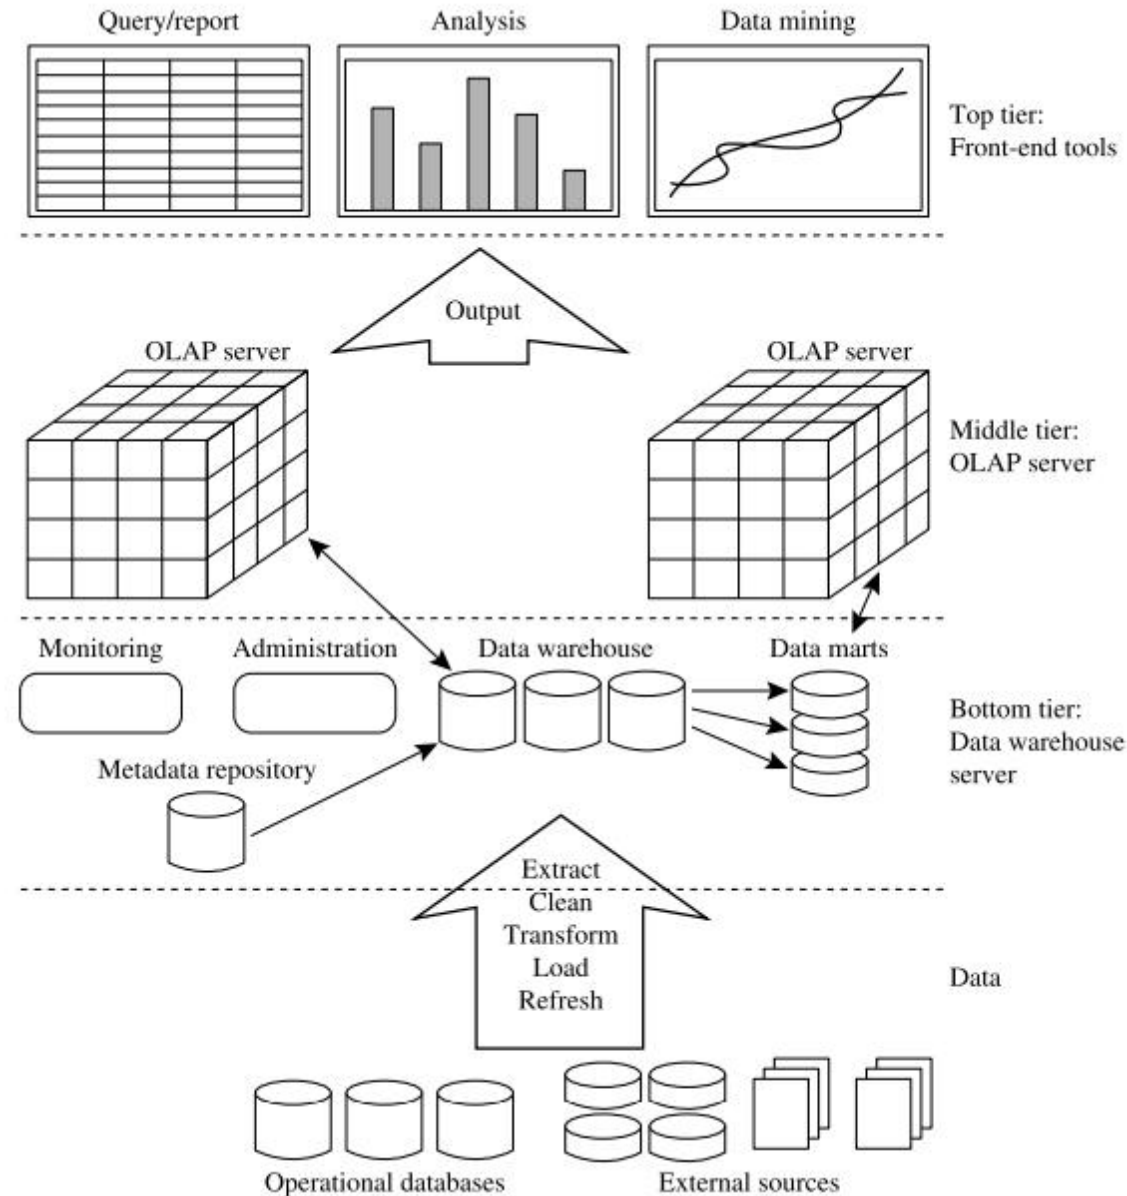 Query/report
Analysis
Data mining
Top tier:
Front-end tools
Output
OLAP server
OLAP server
Middle tier:
OLAP server
Monitoring
Administration
Data warehouse
Data marts
Bottom tier:
Data warehouse
server
Metadata repository
Extract
Clean
Transform
Load
Refresh
Data
Operational databases
External sources